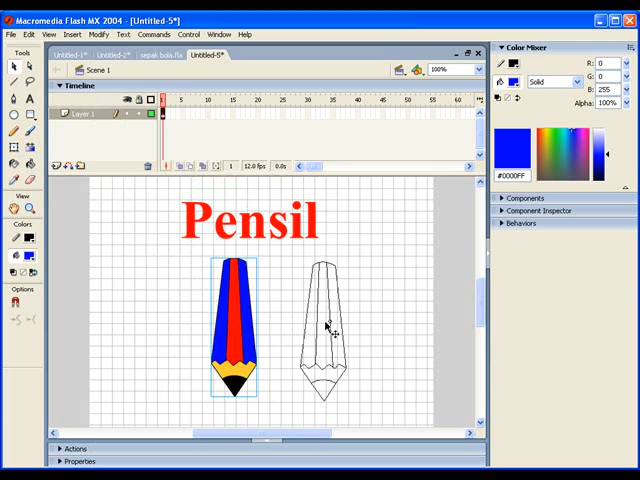 Macromedia Flash MX 2004 - [Untitled-5*]
File Edit View Insert Modify Text Commands Control Window Help
Tools
View
Colors
Options
Untitled-1* Untitled-2* sepak bola.fla Untitled-5*
Scene 1
100%
Timeline
1 5 10 15 20 25 30 35 40 45 50 55 60
Layer 1
1 12.0 fps 0.0s
Pensil
Actions
Properties
Color Mixer
Solid
R: 0
G: 0
B: 255
Alpha: 100%
#0000FF
Components
Component Inspector
Behaviors